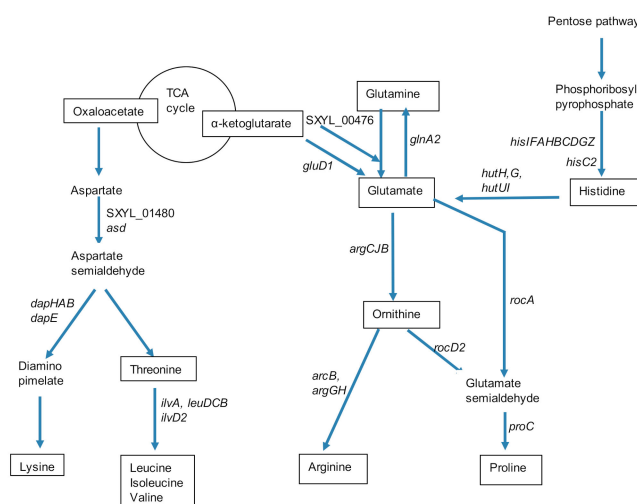 Pentose pathway
TCA
cycle
Oxaloacetate
α-ketoglutarate
SXYL_00476
Glutamine
Phosphoribosyl
pyrophosphate
gluD1
glnA2
hisIFAHBCDGZ
hisC2
hutH,G,
hutUI
Aspartate
Glutamate
Histidine
SXYL_01480
asd
argCJB
Aspartate
semialdehyde
dapHAB
dapE
Ornithine
rocA
Diamino
pimelate
Threonine
arcB,
argGH
rocD2
Glutamate
semialdehyde
ilvA, leuDCB
ilvD2
proC
Lysine
Leucine
Isoleucine
Valine
Arginine
Proline